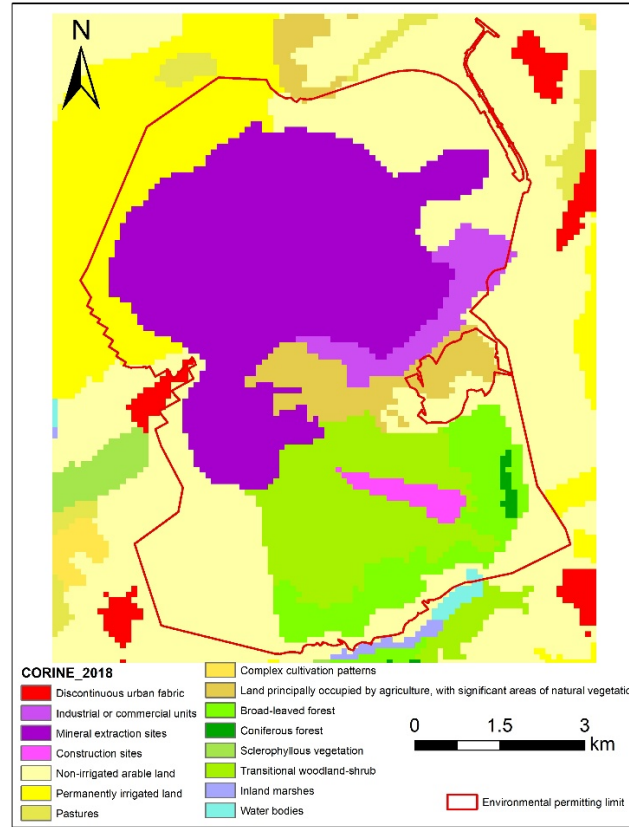 N
CORINE_2018
Discontinuous urban fabric
Industrial or commercial units
Mineral extraction sites
Construction sites
Non-irrigated arable land
Permanently irrigated land
Pastures
Complex cultivation patterns
Land principally occupied by agriculture, with significant areas of natural vegetatio
Broad-leaved forest
Coniferous forest
Sclerophyllous vegetation
Transitional woodland-shrub
Inland marshes
Water bodies
0 1.5 3
km
Environmental permitting limit